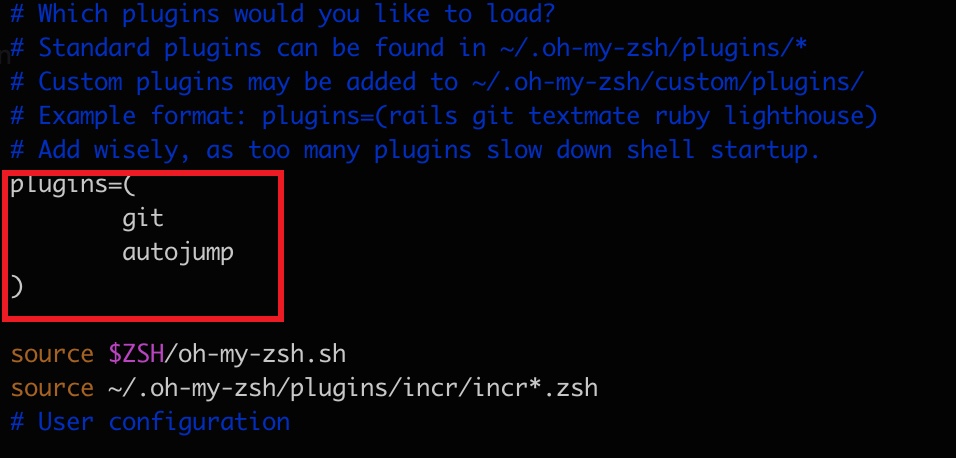 # Which plugins would you like to load?
# Standard plugins can be found in ~/.oh-my-zsh/plugins/*
# Custom plugins may be added to ~/.oh-my-zsh/custom/plugins/
# Example format: plugins=(rails git textmate ruby lighthouse)
# Add wisely, as too many plugins slow down shell startup.
plugins=(
        git
        autojump
)
source $ZSH/oh-my-zsh.sh
source ~/.oh-my-zsh/plugins/incr/incr*.zsh
# User configuration